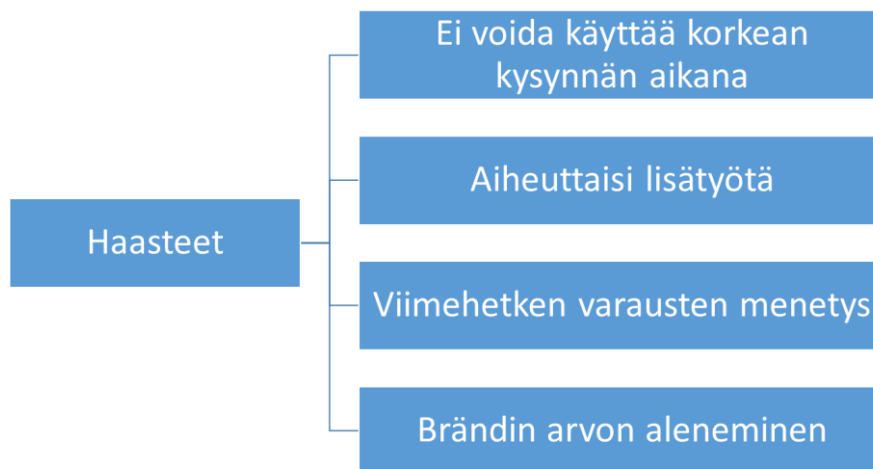 Ei voida käyttää korkean
kysynnän aikana
Aiheuttaisi lisätyötä
Haasteet
Viimehetken varausten menetys
Brändin arvon aleneminen